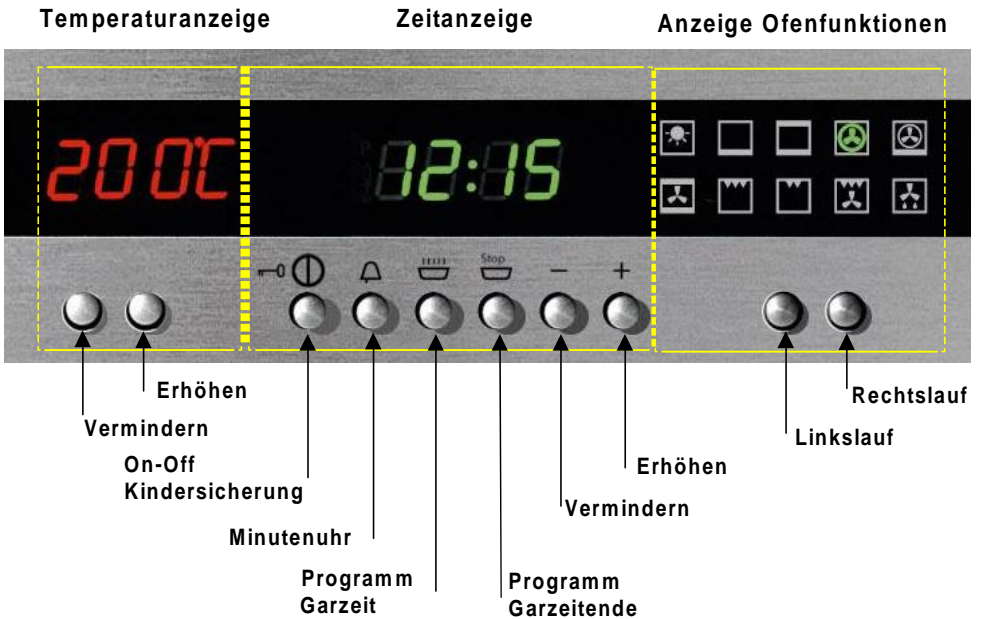 Temperaturanzeige
Zeitanzeige
Anzeige Ofenfunktionen
200°C
12:15
Stop
−
+
Erhöhen
Vermindern
On-Off
Kindersicherung
Minutenuhr
Programm
Garzeit
Programm
Garzeitende
Vermindern
Erhöhen
Linkslauf
Rechtslauf